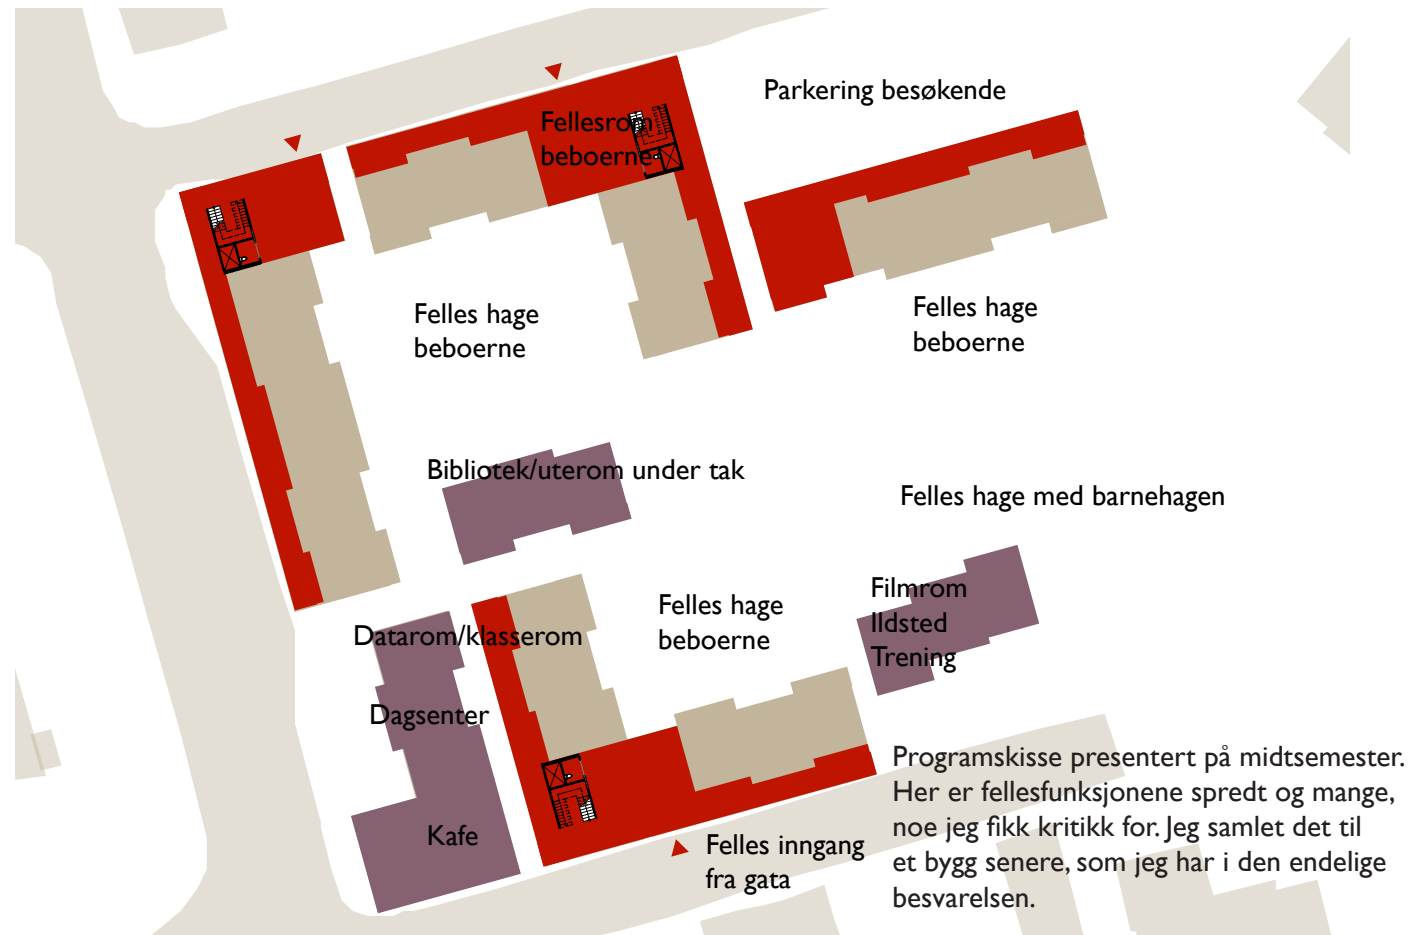 Parkering besøkende
Fellesrom
beboerne
Felles hage
beboerne
Felles hage
beboerne
Bibliotek/uterom under tak
Felles hage med barnehagen
Filmrom
Ildsted
Trening
Felles hage
beboerne
Datarom/klasserom
Dagsenter
Kafe
Felles inngang
fra gata
Programskisse presentert på midtsemester.
Her er fellesfunksjonene spredt og mange,
noe jeg fikk kritikk for. Jeg samlet det til
et bygg senere, som jeg har i den endelige
besvarelsen.